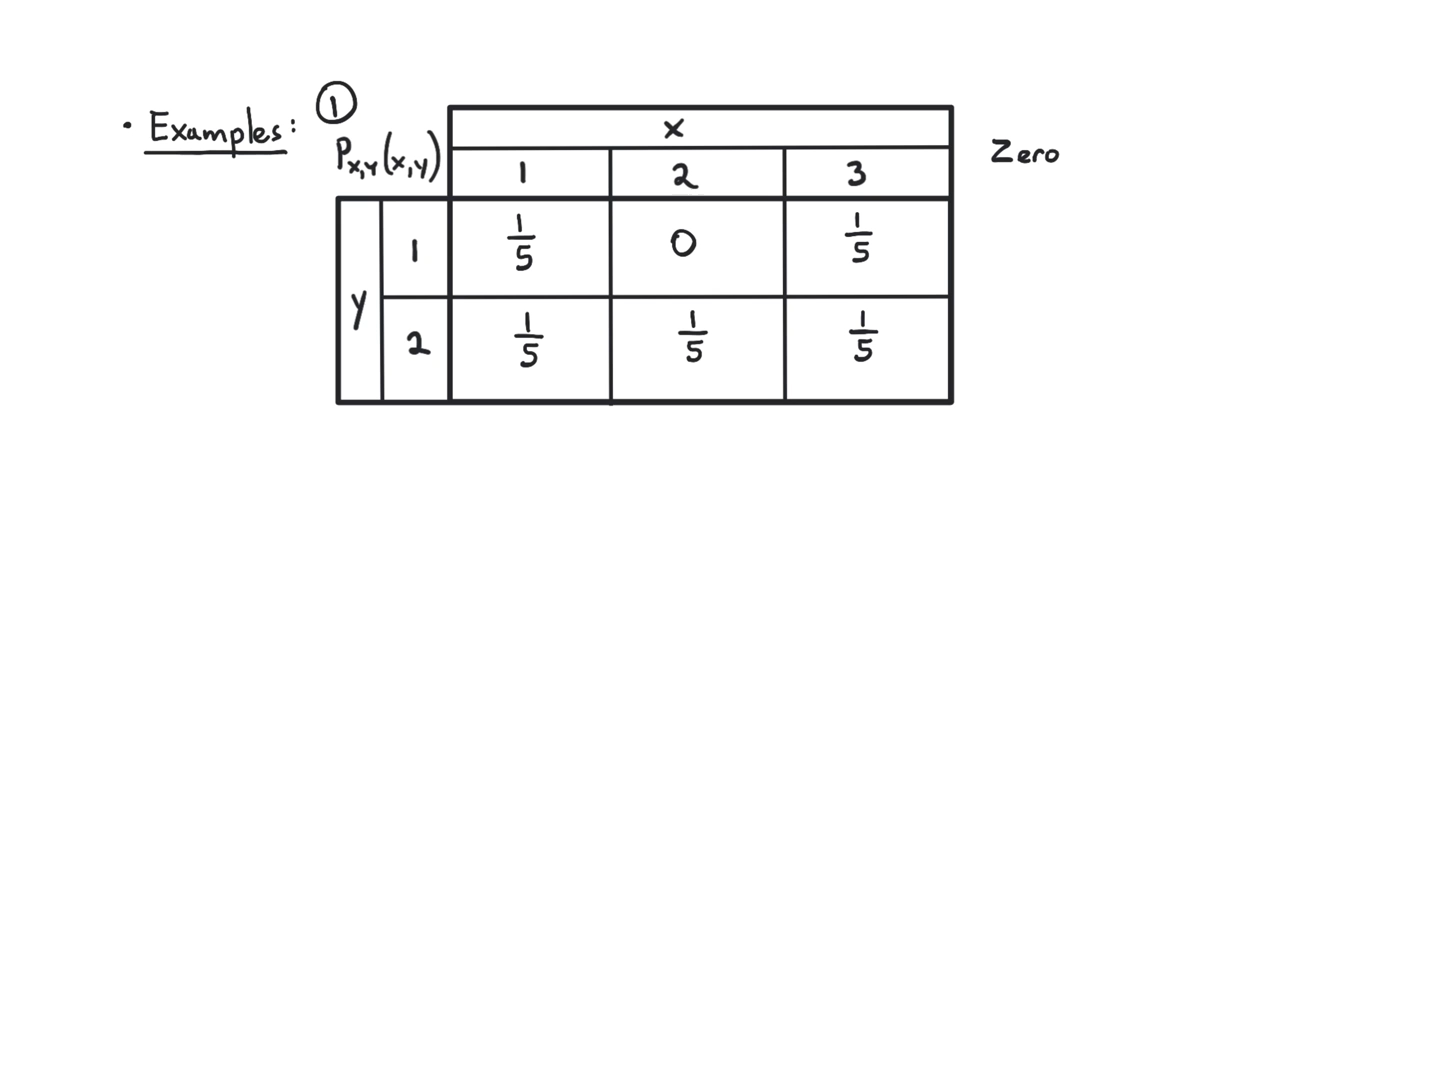 • Examples: ①
P_{X,Y}(x,y)
x
1 2 3
Zero
y
1 1/5 0 1/5
2 1/5 1/5 1/5